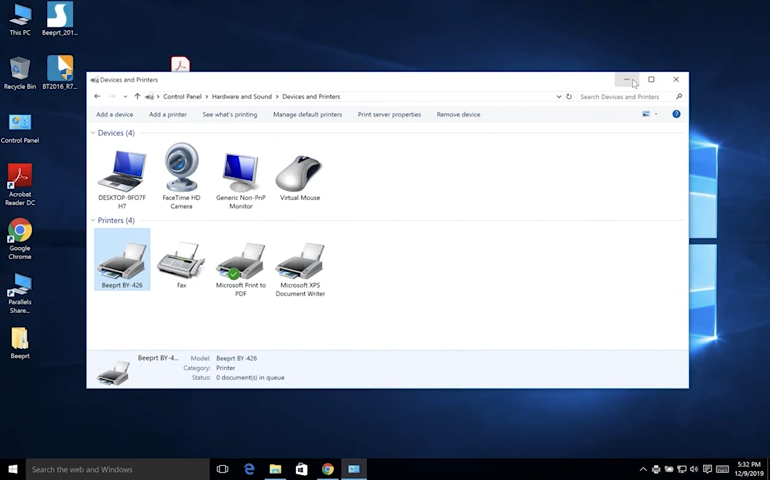 This PC
Beeprt_201...
Recycle Bin
BT2016_R7...
Control Panel
Acrobat
Reader DC
Google
Chrome
Parallels
Share...
Beeprt
Devices and Printers
Control Panel > Hardware and Sound > Devices and Printers
Search Devices and Printers
Add a device
Add a printer
See what's printing
Manage default printers
Print server properties
Remove device
Devices (4)
DESKTOP-9FO7F
H7
FaceTime HD
Camera
Generic Non-PnP
Monitor
Virtual Mouse
Printers (4)
Beeprt BY-426
Fax
Microsoft Print to
PDF
Microsoft XPS
Document Writer
Beeprt BY-4...
Model: Beeprt BY-426
Category: Printer
Status: 0 document(s) in queue
Search the web and Windows
5:32 PM
12/9/2019